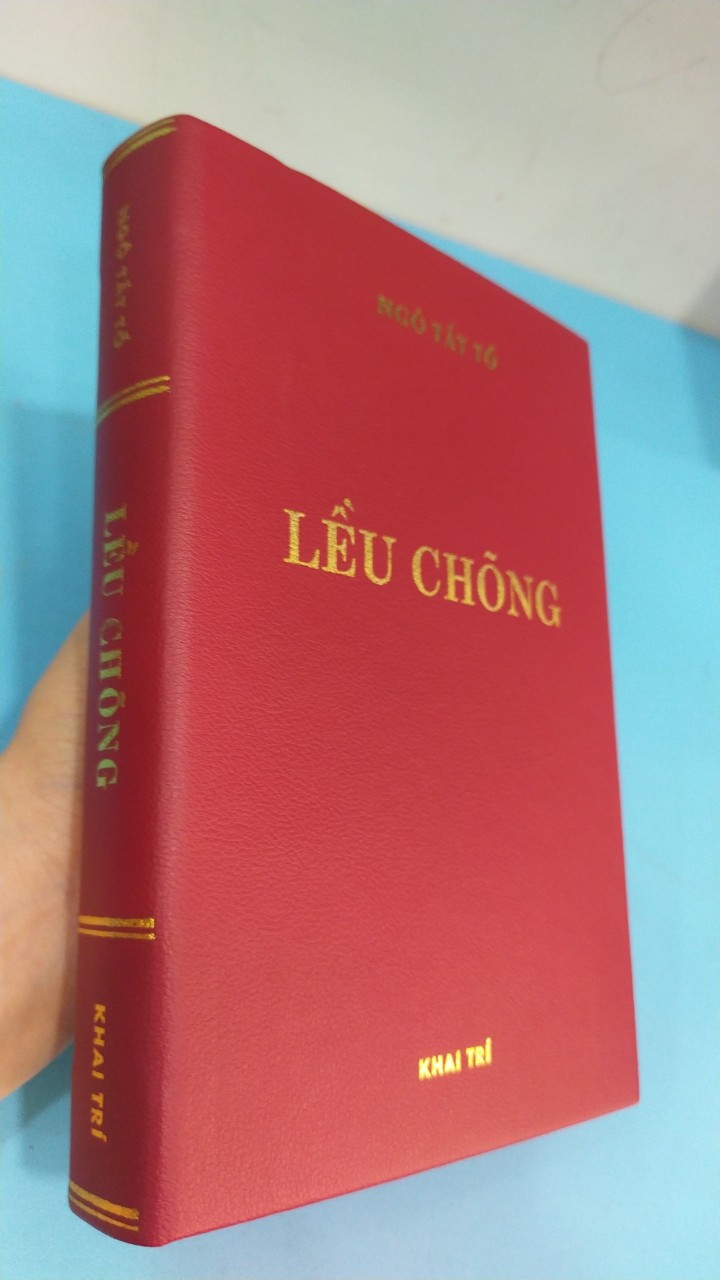 NGÔ TẤT TỐ
LỀU CHÕNG
KHAI TRÍ
NGÔ TẤT TỐ
LỀU CHÕNG
KHAI TRÍ